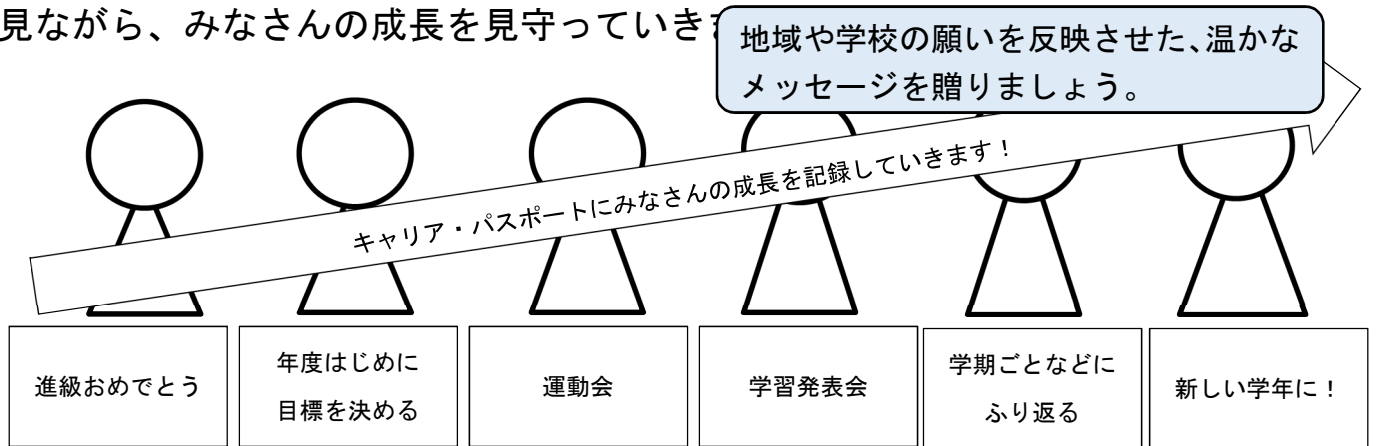 見ながら、みなさんの成長を見守っていき
地域や学校の願いを反映させた、温かな
メッセージを贈りましょう。
キャリア・パスポートにみなさんの成長を記録していきます！
進級おめでとう
年度はじめに
目標を決める
運動会
学習発表会
学期ごとなどに
ふり返る
新しい学年に！